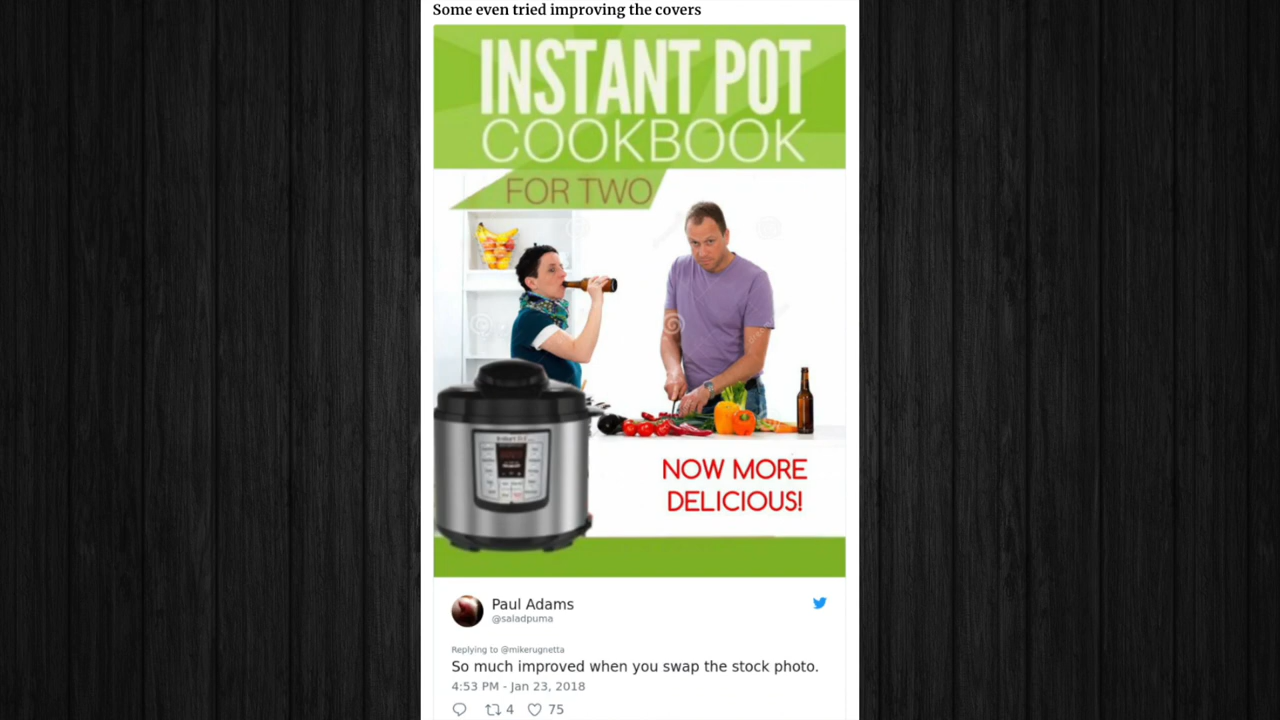 Some even tried improving the covers
INSTANT POT
COOKBOOK
FOR TWO
NOW MORE
DELICIOUS!
Paul Adams
@saladpuma
Replying to @mikerugnetta
So much improved when you swap the stock photo.
4:53 PM - Jan 23, 2018
4 75